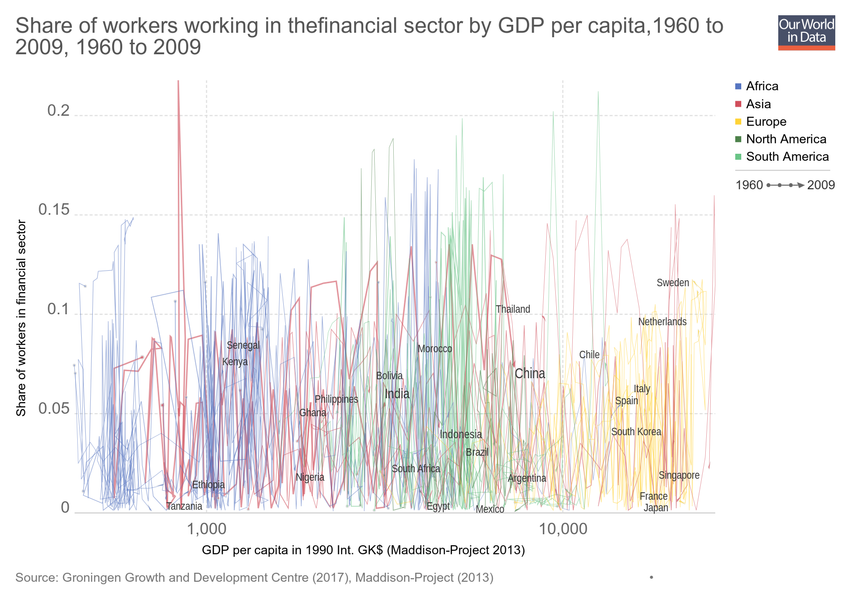 Share of workers working in thefinancial sector by GDP per capita,1960 to
2009, 1960 to 2009
Our World
in Data
Africa
Asia
Europe
North America
South America
1960
2009
Share of workers in financial sector
0.2
0.15
0.1
0.05
0
Sweden
Thailand
Netherlands
Senegal
Morocco
Chile
Kenya
China
Bolivia
India
Italy
Philippines
Spain
Ghana
Indonesia
South Korea
Brazil
South Africa
Nigeria
Argentina
Singapore
Ethiopia
France
Tanzania
Egypt
Mexico
Japan
1,000
10,000
GDP per capita in 1990 Int. GK$ (Maddison-Project 2013)
Source: Groningen Growth and Development Centre (2017), Maddison-Project (2013)